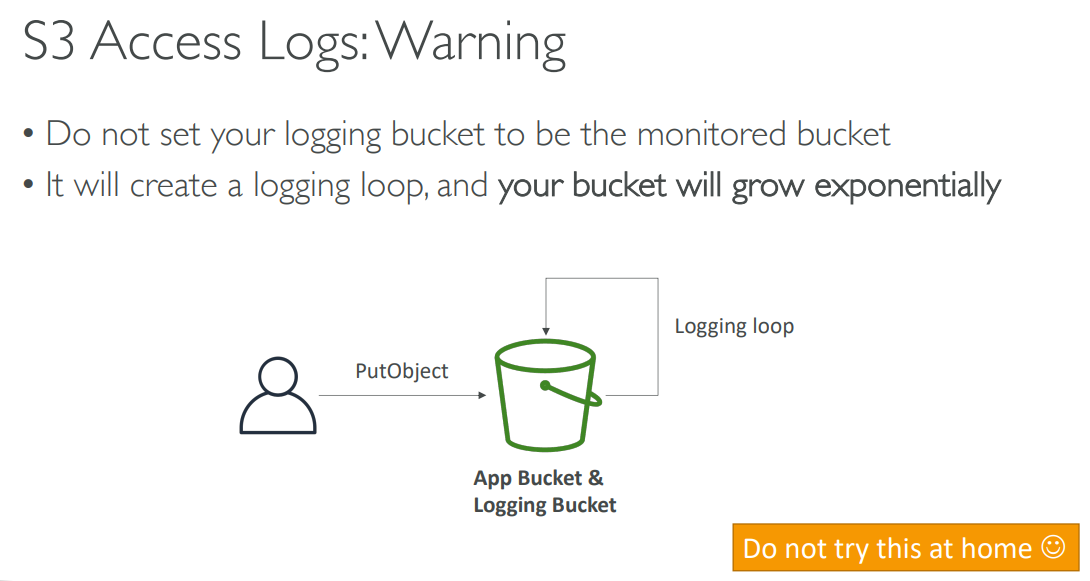 S3 Access Logs: Warning
• Do not set your logging bucket to be the monitored bucket
• It will create a logging loop, and your bucket will grow exponentially
Logging loop
PutObject
App Bucket &
Logging Bucket
Do not try this at home ☺